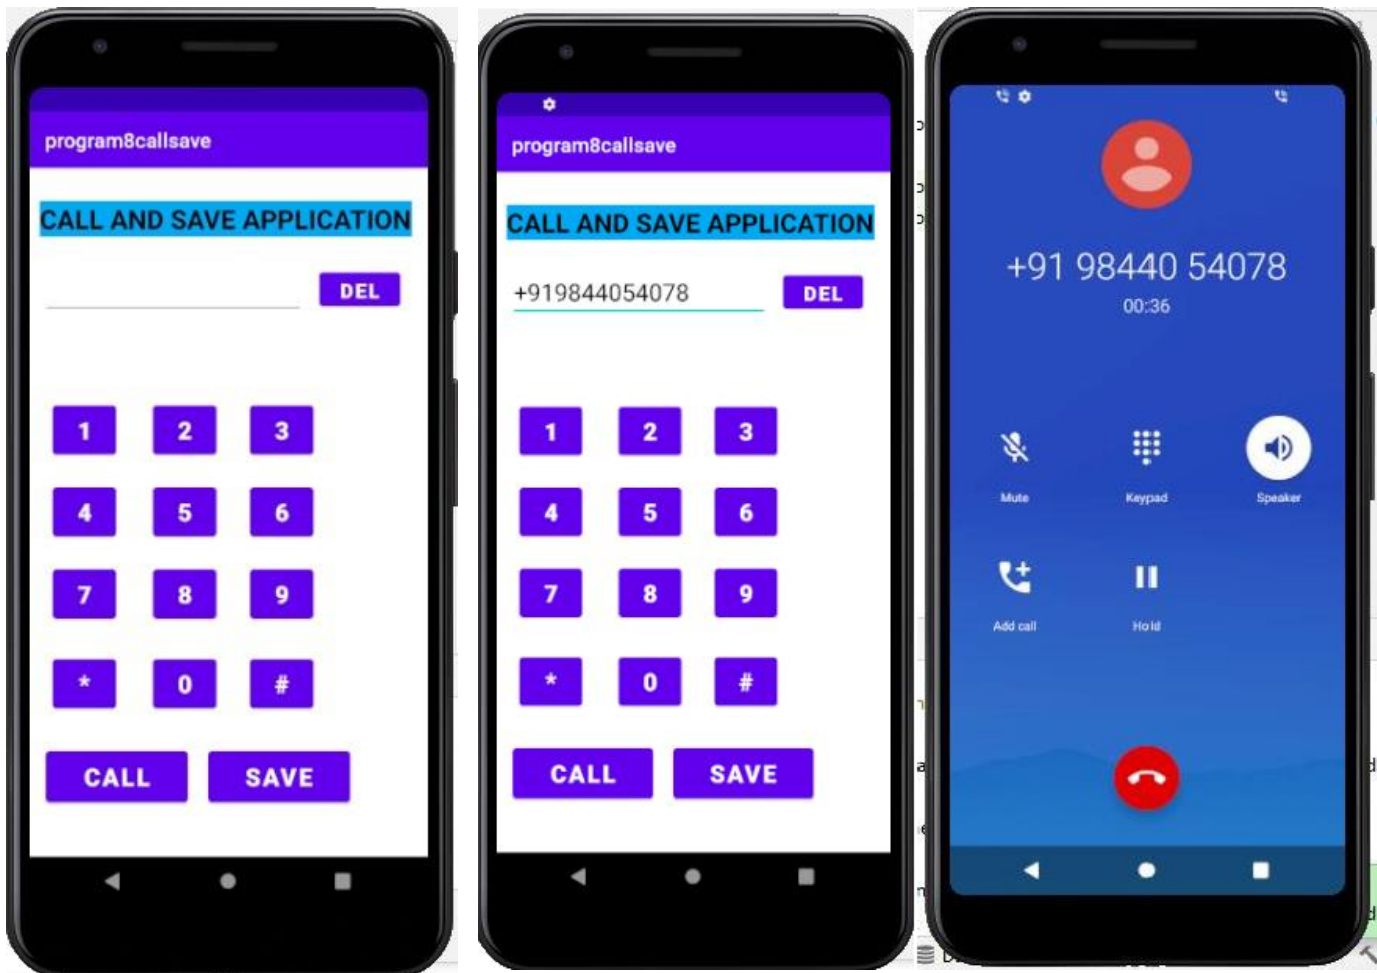 program8callsave
CALL AND SAVE APPLICATION
DEL
1 2 3
4 5 6
7 8 9
* 0 #
CALL SAVE
program8callsave
CALL AND SAVE APPLICATION
+919844054078 DEL
1 2 3
4 5 6
7 8 9
* 0 #
CALL SAVE
+91 98440 54078
00:36
Mute Keypad Speaker
Add call Hold